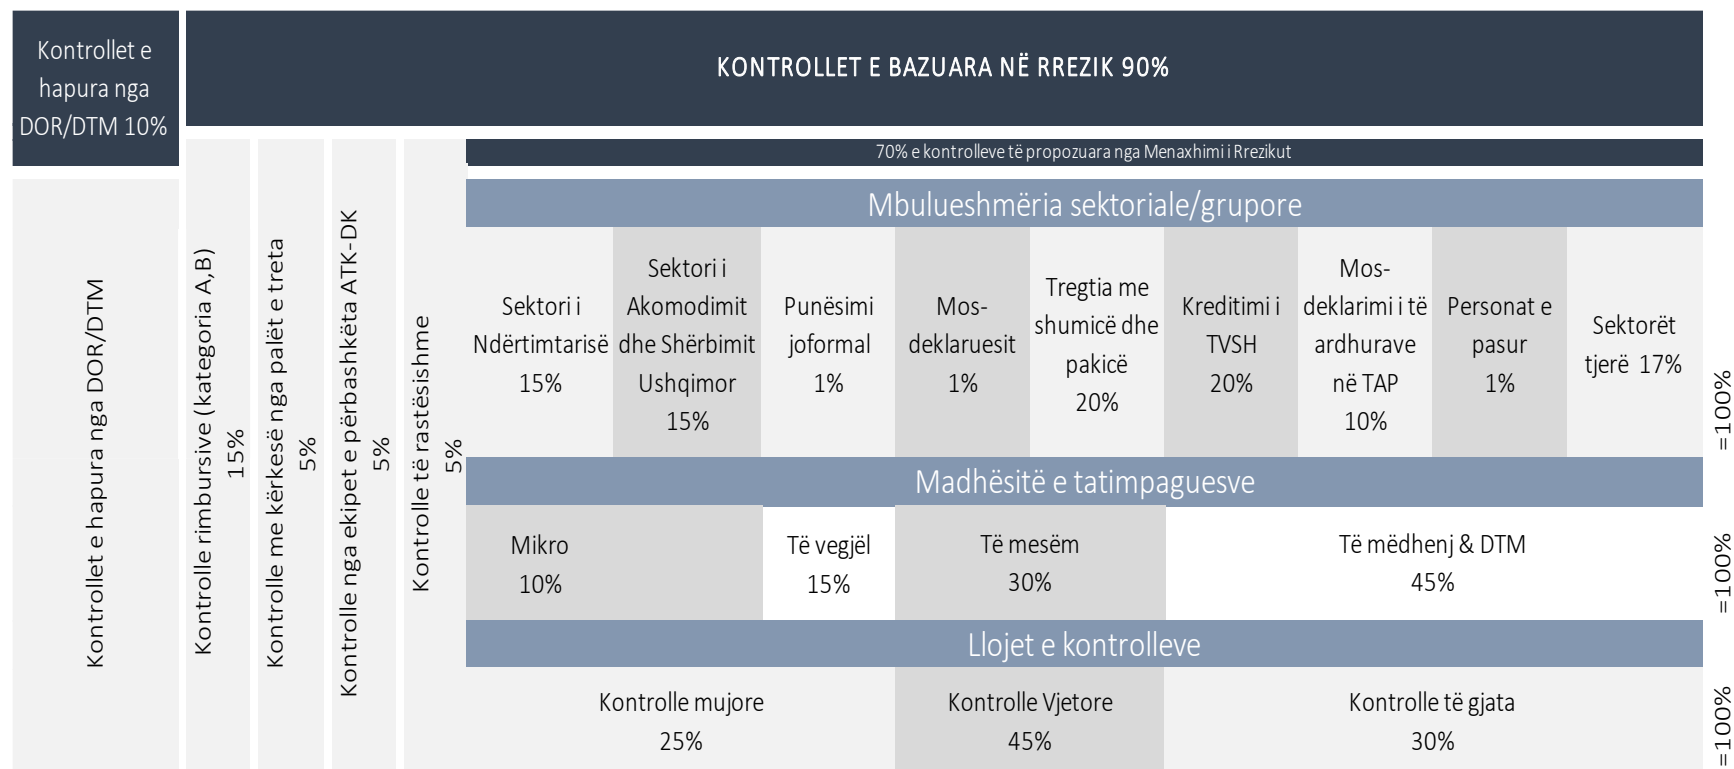 Kontrollet e
hapura nga
DOR/DTM 10%
KONTROLLET E BAZUARA NË RREZIK 90%
70% e kontrolleve të propozuara nga Menaxhimi i Rrezikut
Kontrollet e hapura nga DOR/DTM
Kontrolle rimbursive (kategoria A,B)
15%
Kontrolle me kërkesë nga palët e treta
5%
Kontrolle nga ekipet e përbashkëta ATK-DK
5%
Kontrolle të rastësishme
5%
Mbulueshmëria sektoriale/grupore
Sektori i
Ndërtimtarisë
15%
Sektori i
Akomodimit
dhe Shërbimit
Ushqimor
15%
Punësimi
joformal
1%
Mos-
deklaruesit
1%
Tregtia me
shumicë dhe
pakicë
20%
Kreditimi i
TVSH
20%
Mos-
deklarimi i të
ardhurave
në TAP
10%
Personat e
pasur
1%
Sektorët
tjerë 17%
=100%
Madhësitë e tatimpaguesve
Mikro
10%
Të vegjël
15%
Të mesëm
30%
Të mëdhenj & DTM
45%
=100%
Llojet e kontrolleve
Kontrolle mujore
25%
Kontrolle Vjetore
45%
Kontrolle të gjata
30%
=100%